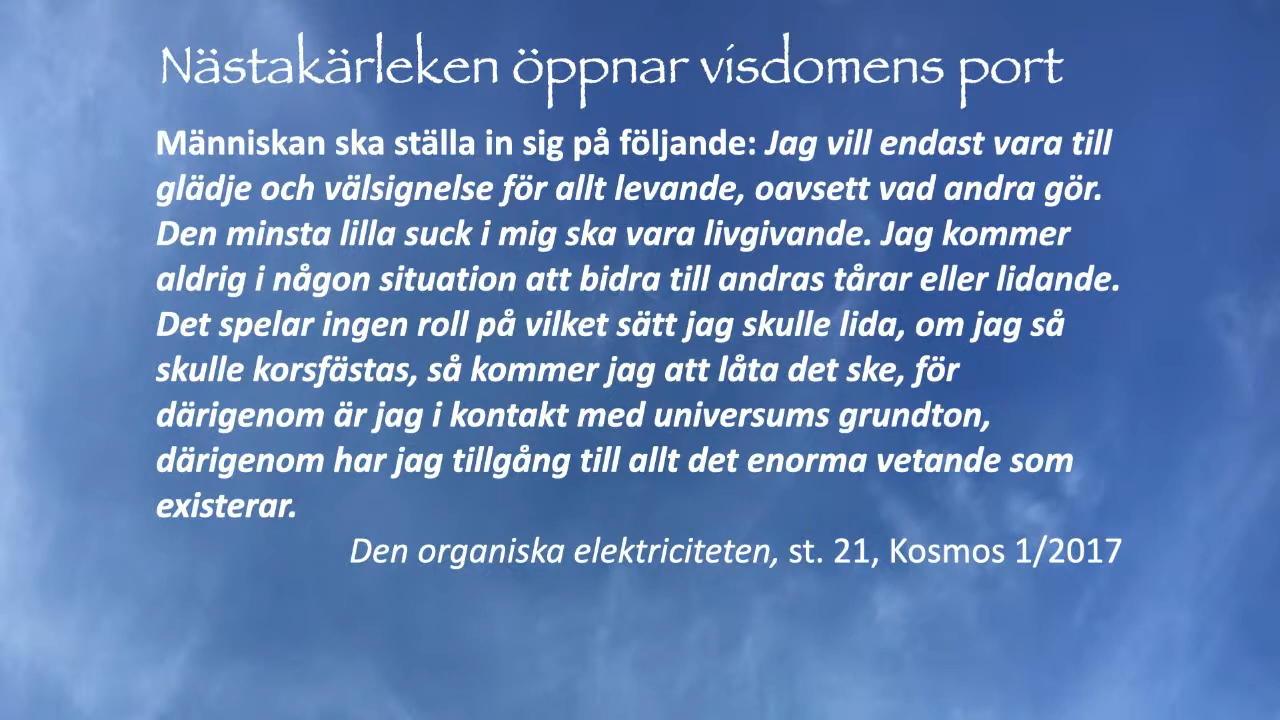 Nästakärleken öppnar visdomens port
Människan ska ställa in sig på följande: Jag vill endast vara till
glädje och välsignelse för allt levande, oavsett vad andra gör.
Den minsta lilla suck i mig ska vara livgivande. Jag kommer
aldrig i någon situation att bidra till andras tårar eller lidande.
Det spelar ingen roll på vilket sätt jag skulle lida, om jag så
skulle korsfästas, så kommer jag att låta det ske, för
därigenom är jag i kontakt med universums grundton,
därigenom har jag tillgång till allt det enorma vetande som
existerar.
Den organiska elektriciteten, st. 21, Kosmos 1/2017